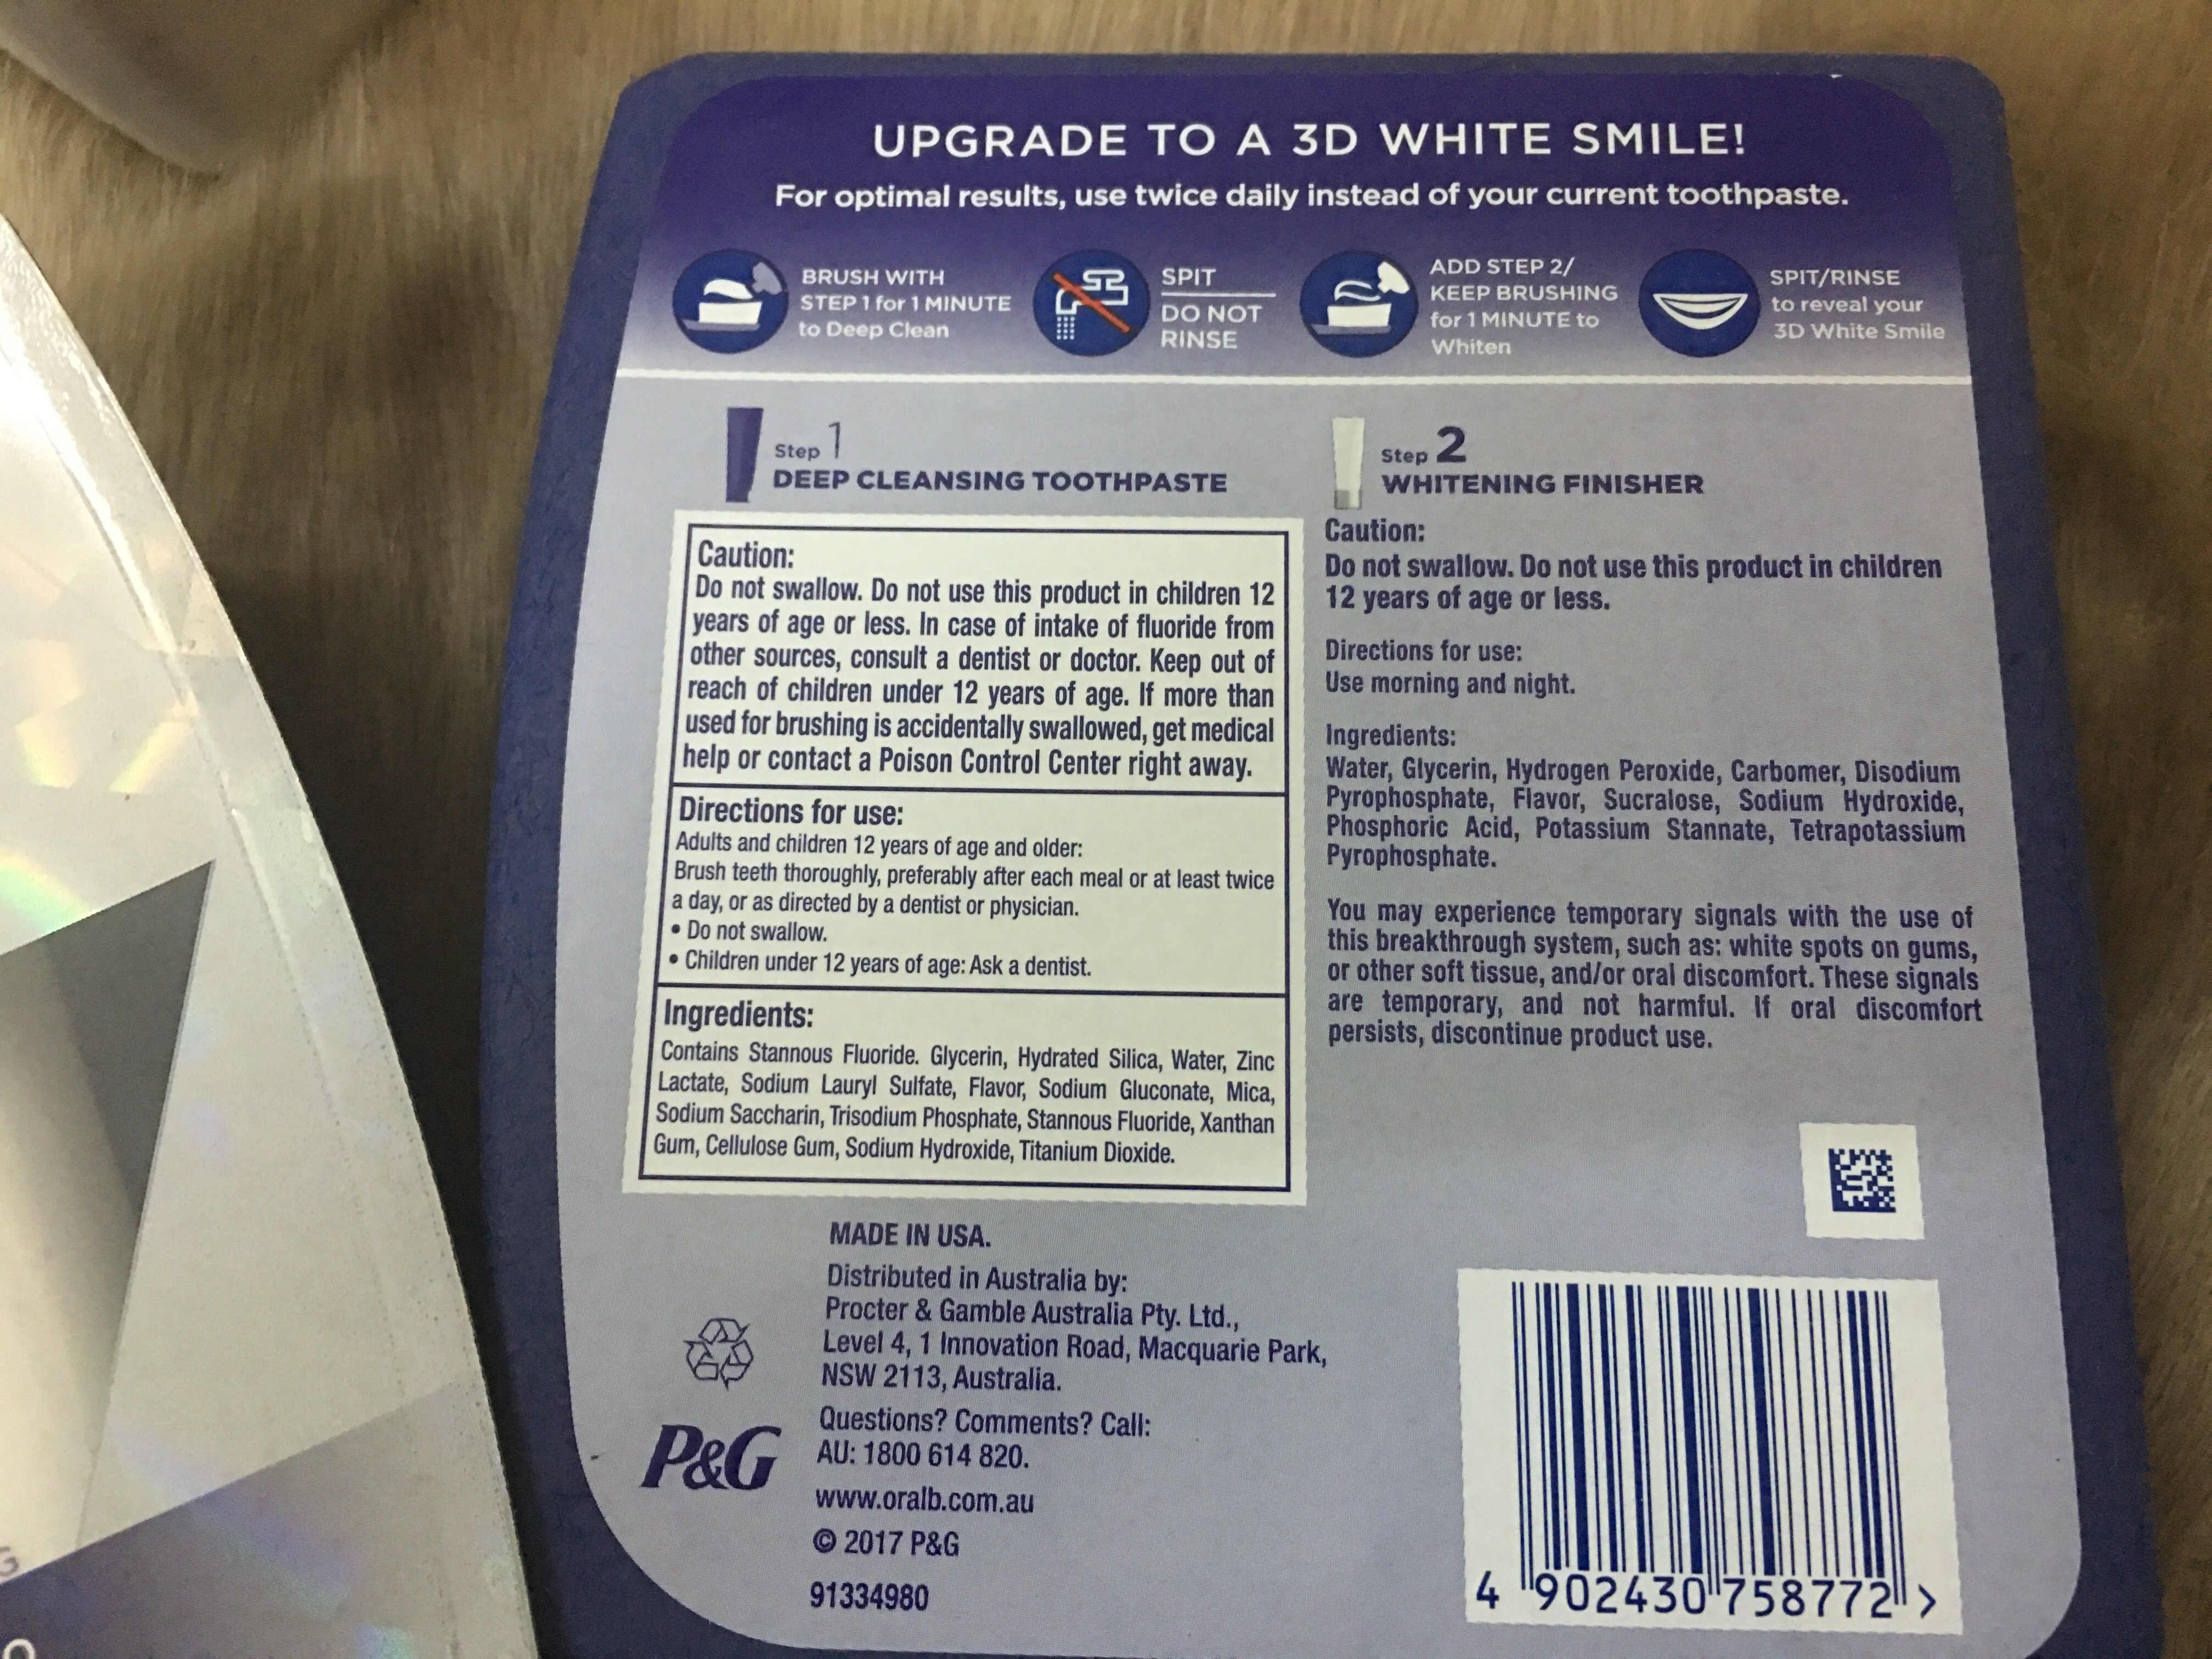 UPGRADE TO A 3D WHITE SMILE!
For optimal results, use twice daily instead of your current toothpaste.
BRUSH WITH
STEP 1 for 1 MINUTE
to Deep Clean
SPIT
DO NOT
RINSE
ADD STEP 2/
KEEP BRUSHING
for 1 MINUTE to
Whiten
SPIT/RINSE
to reveal your
3D White Smile
Step 1
DEEP CLEANSING TOOTHPASTE
Caution:
Do not swallow. Do not use this product in children 12
years of age or less. In case of intake of fluoride from
other sources, consult a dentist or doctor. Keep out of
reach of children under 12 years of age. If more than
used for brushing is accidentally swallowed, get medical
help or contact a Poison Control Center right away.
Directions for use:
Adults and children 12 years of age and older:
Brush teeth thoroughly, preferably after each meal or at least twice
a day, or as directed by a dentist or physician.
• Do not swallow.
• Children under 12 years of age: Ask a dentist.
Ingredients:
Contains Stannous Fluoride. Glycerin, Hydrated Silica, Water, Zinc
Lactate, Sodium Lauryl Sulfate, Flavor, Sodium Gluconate, Mica,
Sodium Saccharin, Trisodium Phosphate, Stannous Fluoride, Xanthan
Gum, Cellulose Gum, Sodium Hydroxide, Titanium Dioxide.
Step 2
WHITENING FINISHER
Caution:
Do not swallow. Do not use this product in children
12 years of age or less.
Directions for use:
Use morning and night.
Ingredients:
Water, Glycerin, Hydrogen Peroxide, Carbomer, Disodium
Pyrophosphate, Flavor, Sucralose, Sodium Hydroxide,
Phosphoric Acid, Potassium Stannate, Tetrapotassium
Pyrophosphate.
You may experience temporary signals with the use of
this breakthrough system, such as: white spots on gums,
or other soft tissue, and/or oral discomfort. These signals
are temporary, and not harmful. If oral discomfort
persists, discontinue product use.
MADE IN USA.
Distributed in Australia by:
Procter & Gamble Australia Pty. Ltd.,
Level 4, 1 Innovation Road, Macquarie Park,
NSW 2113, Australia.
P&G
Questions? Comments? Call:
AU: 1800 614 820.
www.oralb.com.au
© 2017 P&G
91334980
4 902430 758772 >